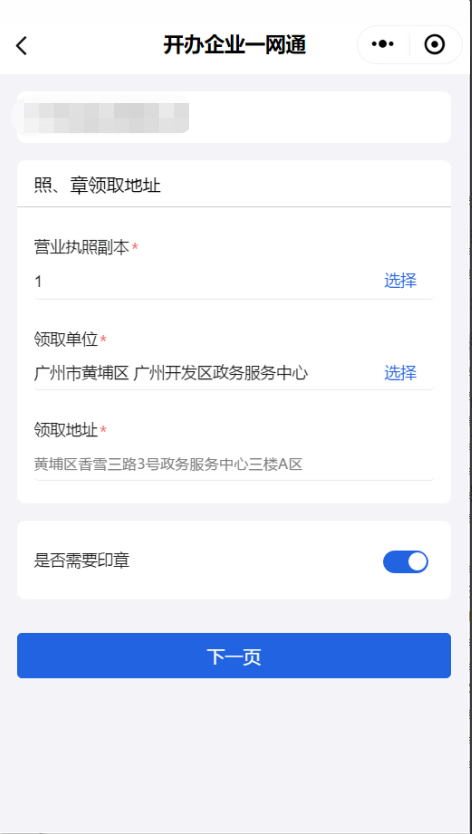 开办企业一网通
照、章领取地址
营业执照副本*
1 选择
领取单位*
广州市黄埔区 广州开发区政务服务中心 选择
领取地址*
黄埔区香雪三路3号政务服务中心三楼A区
是否需要印章
下一页